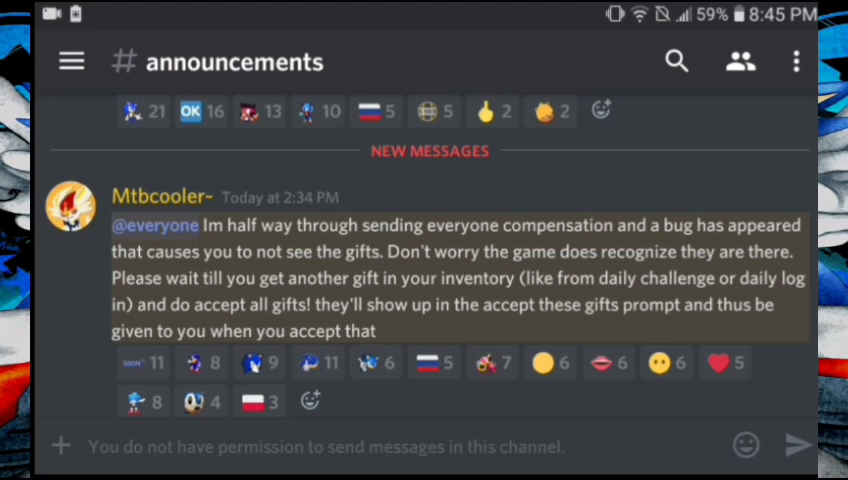 59% 8:45 PM
# announcements
21 OK 16 13 10 5 5 2 2
NEW MESSAGES
Mtbcooler~ Today at 2:34 PM
@everyone Im half way through sending everyone compensation and a bug has appeared
that causes you to not see the gifts. Don't worry the game does recognize they are there.
Please wait till you get another gift in your inventory (like from daily challenge or daily log
in) and do accept all gifts! they'll show up in the accept these gifts prompt and thus be
given to you when you accept that
SOON™ 11 8 9 11 6 5 7 6 6 6 5
8 4 3
You do not have permission to send messages in this channel.